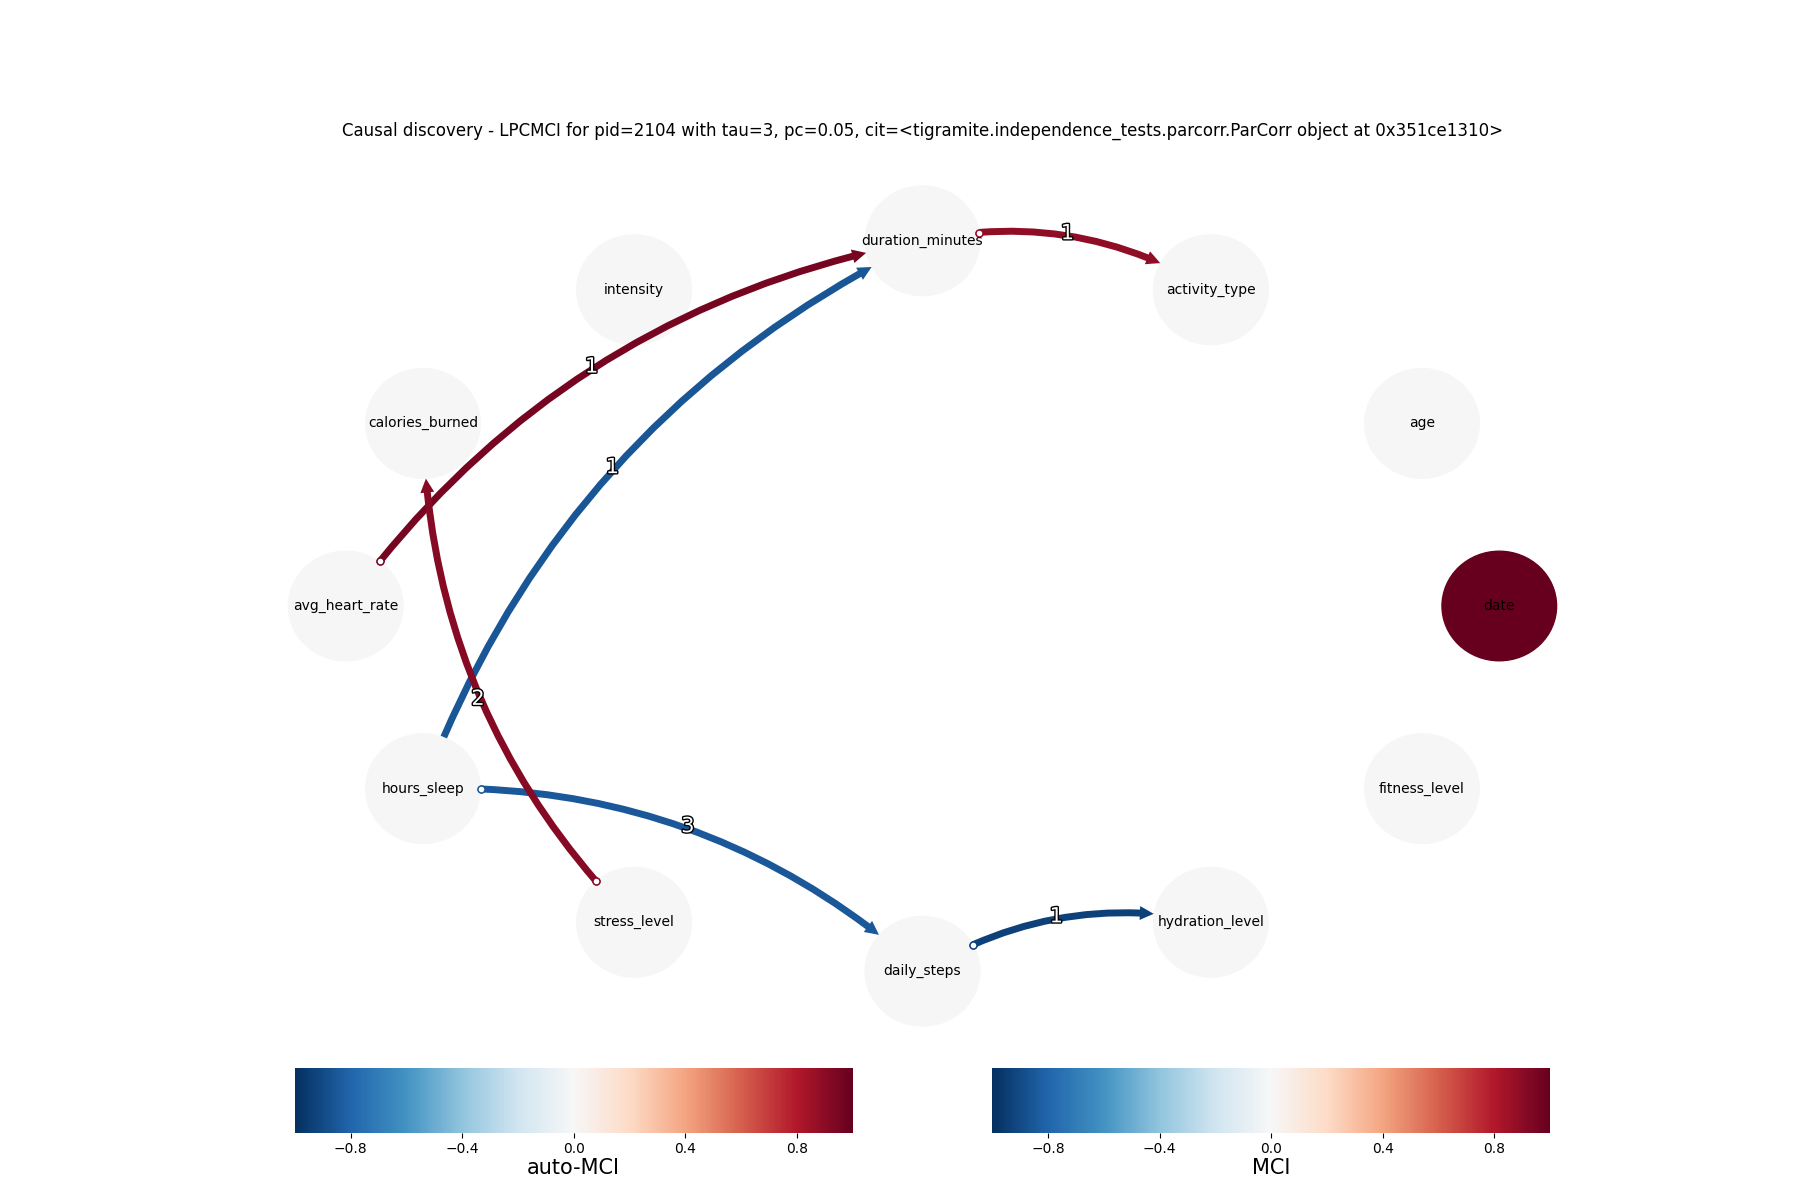 Causal discovery - LPCMCI for pid=2104 with tau=3, pc=0.05, cit=<tigramite.independence_tests.parcorr.ParCorr object at 0x351ce1310>
duration_minutes
1
intensity
activity_type
1
calories_burned
age
1
avg_heart_rate
date
2
hours_sleep
fitness_level
3
stress_level
1
hydration_level
daily_steps
−0.8 −0.4 0.0 0.4 0.8
auto-MCI
−0.8 −0.4 0.0 0.4 0.8
MCI